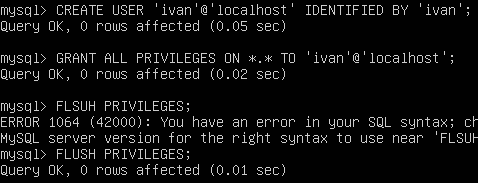 mysql> CREATE USER 'ivan'@'localhost' IDENTIFIED BY 'ivan';
Query OK, 0 rows affected (0.05 sec)
mysql> GRANT ALL PRIVILEGES ON *.* TO 'ivan'@'localhost';
Query OK, 0 rows affected (0.02 sec)
mysql> FLSUH PRIVILEGES;
ERROR 1064 (42000): You have an error in your SQL syntax; ch
MySQL server version for the right syntax to use near 'FLSUH
mysql> FLUSH PRIVILEGES;
Query OK, 0 rows affected (0.01 sec)